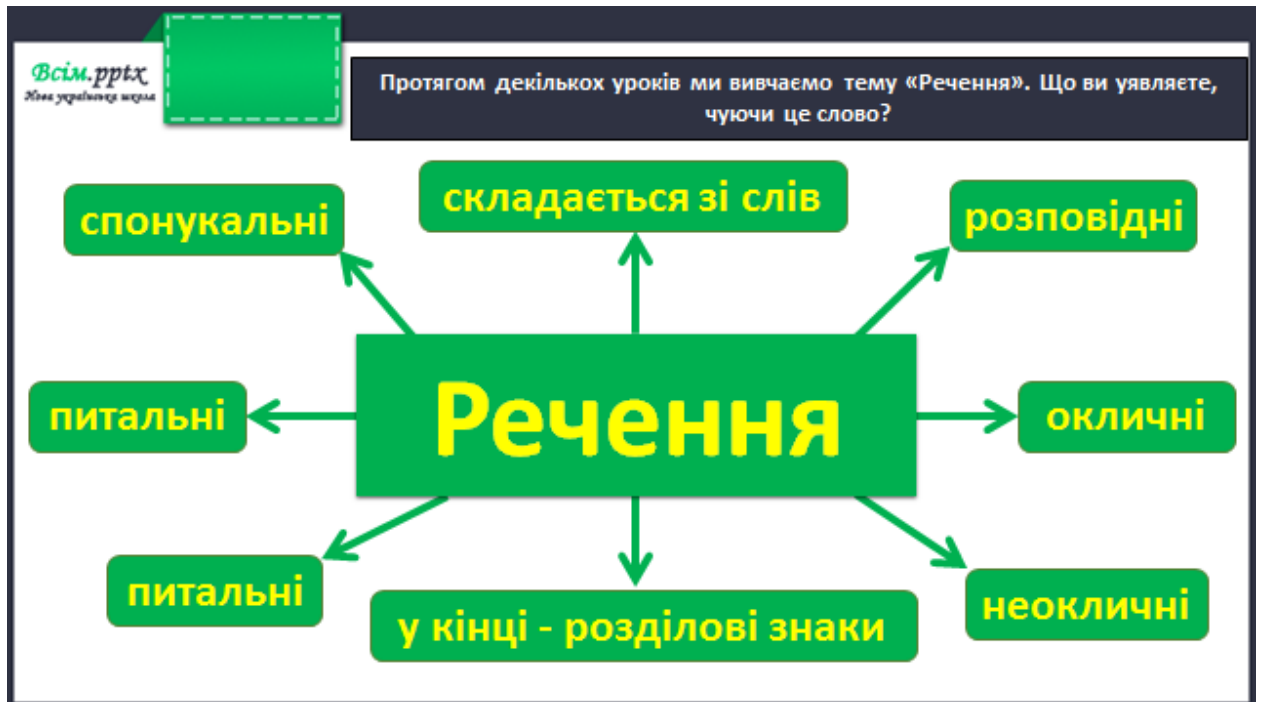 Всім.pptx
Нова українська школа
Протягом декількох уроків ми вивчаємо тему «Речення». Що ви уявляєте,
чуючи це слово?
спонукальні
складається зі слів
розповідні
питальні
Речення
окличні
питальні
у кінці - розділові знаки
неокличні